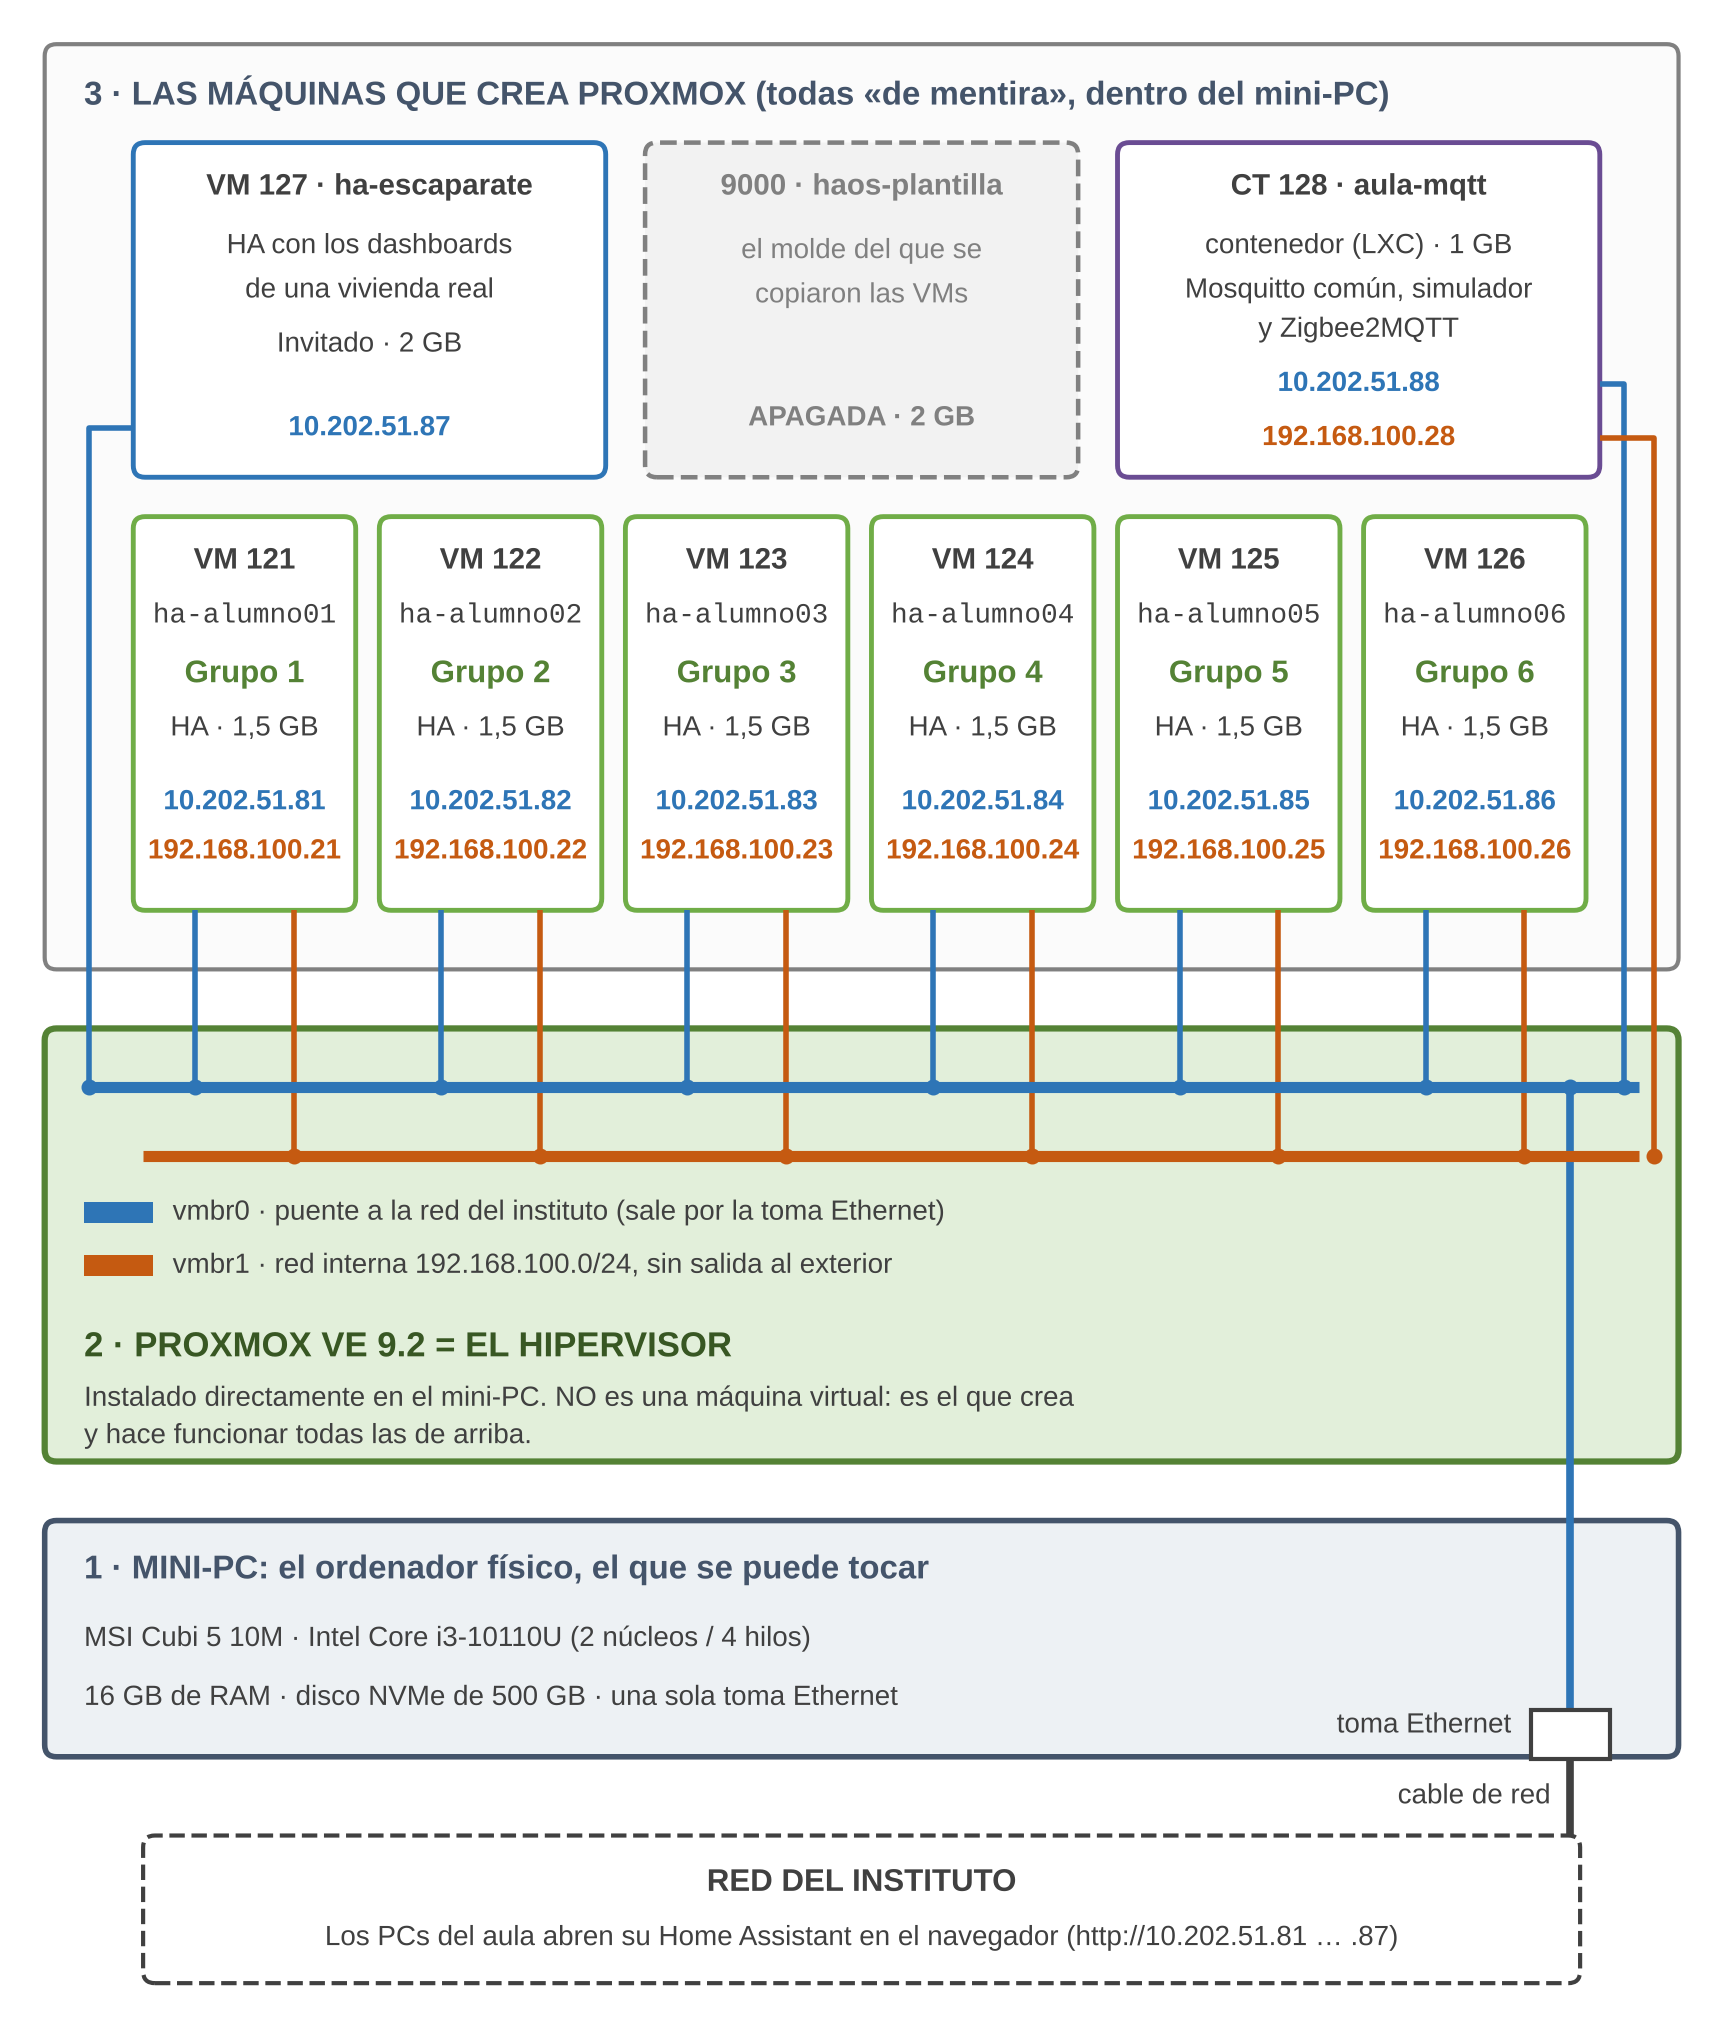 3 · LAS MÁQUINAS QUE CREA PROXMOX (todas «de mentira», dentro del mini-PC)
VM 127 · ha-escaparate
HA con los dashboards
de una vivienda real
Invitado · 2 GB
10.202.51.87
9000 · haos-plantilla
el molde del que se
copiaron las VMs
APAGADA · 2 GB
CT 128 · aula-mqtt
contenedor (LXC) · 1 GB
Mosquitto común, simulador
y Zigbee2MQTT
10.202.51.88
192.168.100.28
VM 121
ha-alumno01
Grupo 1
HA · 1,5 GB
10.202.51.81
192.168.100.21
VM 122
ha-alumno02
Grupo 2
HA · 1,5 GB
10.202.51.82
192.168.100.22
VM 123
ha-alumno03
Grupo 3
HA · 1,5 GB
10.202.51.83
192.168.100.23
VM 124
ha-alumno04
Grupo 4
HA · 1,5 GB
10.202.51.84
192.168.100.24
VM 125
ha-alumno05
Grupo 5
HA · 1,5 GB
10.202.51.85
192.168.100.25
VM 126
ha-alumno06
Grupo 6
HA · 1,5 GB
10.202.51.86
192.168.100.26
vmbr0 · puente a la red del instituto (sale por la toma Ethernet)
vmbr1 · red interna 192.168.100.0/24, sin salida al exterior
2 · PROXMOX VE 9.2 = EL HIPERVISOR
Instalado directamente en el mini-PC. NO es una máquina virtual: es el que crea
y hace funcionar todas las de arriba.
1 · MINI-PC: el ordenador físico, el que se puede tocar
MSI Cubi 5 10M · Intel Core i3-10110U (2 núcleos / 4 hilos)
16 GB de RAM · disco NVMe de 500 GB · una sola toma Ethernet
toma Ethernet
cable de red
RED DEL INSTITUTO
Los PCs del aula abren su Home Assistant en el navegador (http://10.202.51.81 … .87)